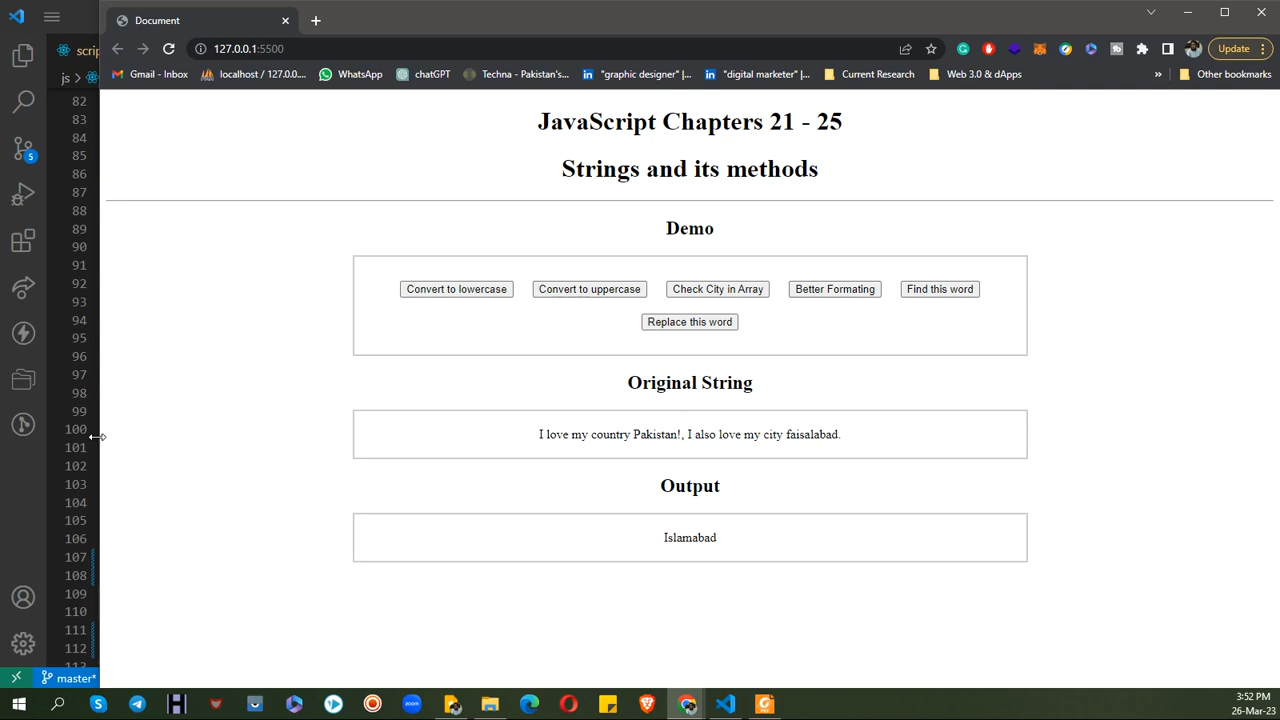 Document
scrip
127.0.0.1:5500
Update
js >
Gmail - Inbox
localhost / 127.0.0....
WhatsApp
chatGPT
Techna - Pakistan's...
"graphic designer" |...
"digital marketer" |...
Current Research
Web 3.0 & dApps
»
Other bookmarks
82
83
84
85
86
87
88
89
90
91
92
93
94
95
96
97
98
99
100
101
102
103
104
105
106
107
108
109
110
111
112
113
JavaScript Chapters 21 - 25
Strings and its methods
Demo
Convert to lowercase
Convert to uppercase
Check City in Array
Better Formating
Find this word
Replace this word
Original String
I love my country Pakistan!, I also love my city faisalabad.
Output
Islamabad
5
master*
zoom
3:52 PM
26-Mar-23